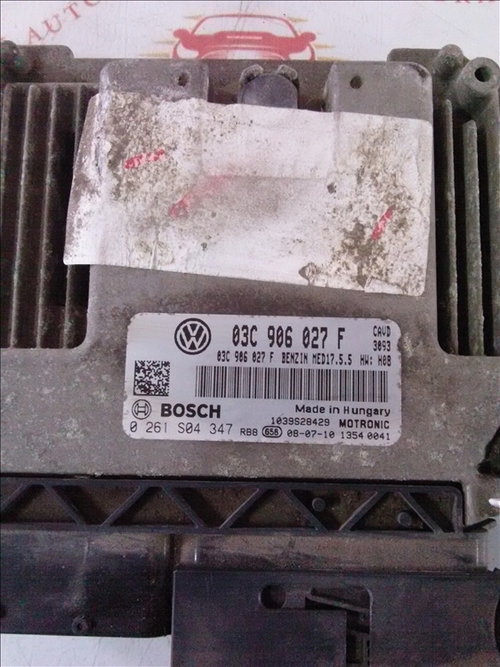 03C 906 027 F CAVD
3093
03C 906 027 F BENZIN MED17.5.5 HW: H08
BOSCH Made in Hungary
1039S28429 MOTRONIC
0 261 S04 347 RB8 658 08-07-10 1354 0041